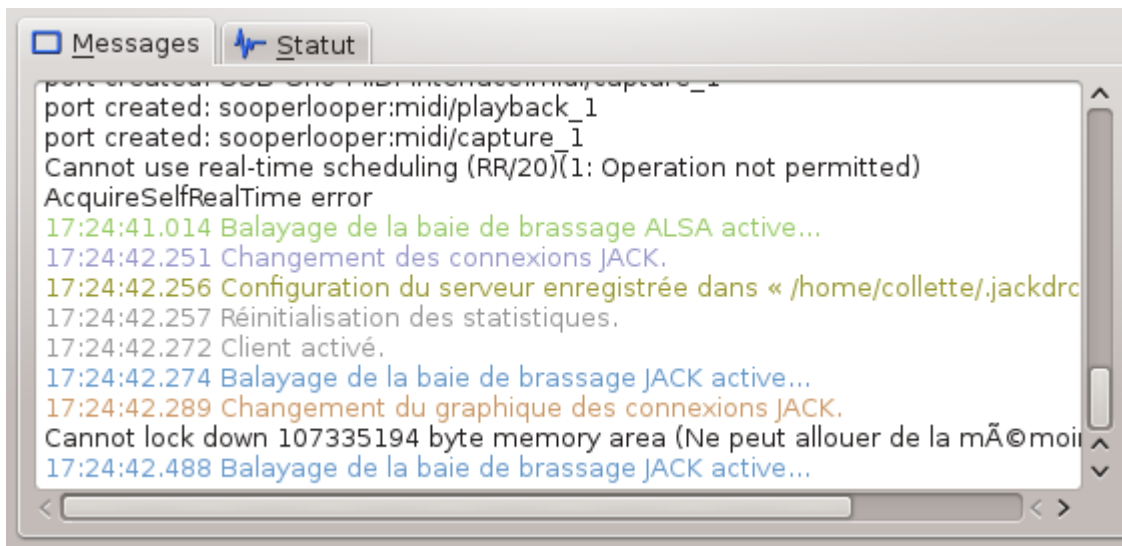 Messages
Statut
port created: sooperlooper:midi/playback_1
port created: sooperlooper:midi/capture_1
Cannot use real-time scheduling (RR/20)(1: Operation not permitted)
AcquireSelfRealTime error
17:24:41.014 Balayage de la baie de brassage ALSA active...
17:24:42.251 Changement des connexions JACK.
17:24:42.256 Configuration du serveur enregistrée dans « /home/collette/.jackdrc
17:24:42.257 Réinitialisation des statistiques.
17:24:42.272 Client activé.
17:24:42.274 Balayage de la baie de brassage JACK active...
17:24:42.289 Changement du graphique des connexions JACK.
Cannot lock down 107335194 byte memory area (Ne peut allouer de la mÃ©moi
17:24:42.488 Balayage de la baie de brassage JACK active...